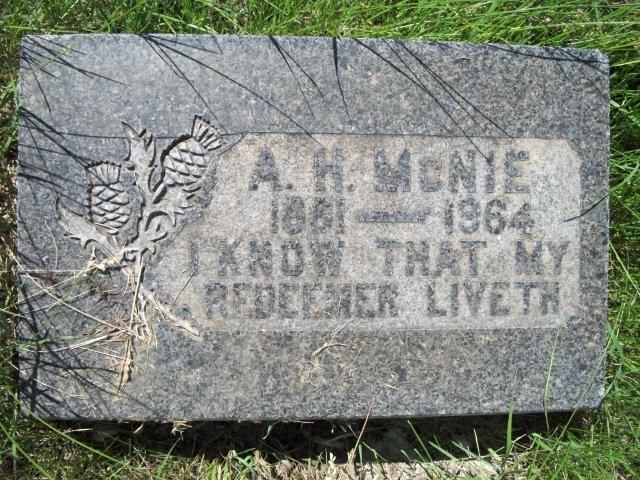 A. H. McNIE
1881 — 1964
I KNOW THAT MY
REDEEMER LIVETH